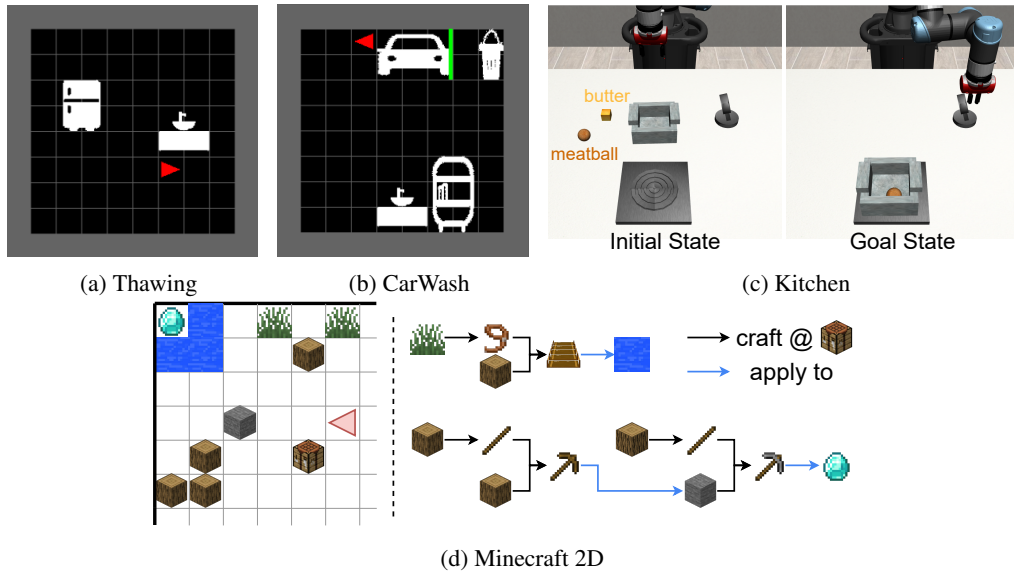 butter
meatball
Initial State
Goal State
(a) Thawing
(b) CarWash
(c) Kitchen
craft @
apply to
(d) Minecraft 2D